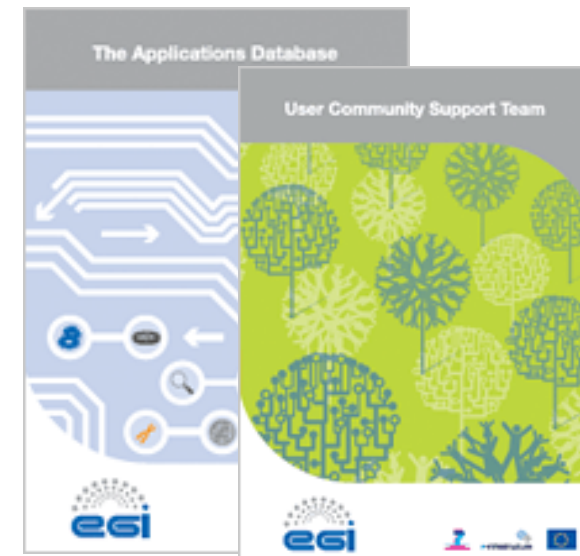 The Applications Database
User Community Support Team
egi
egi